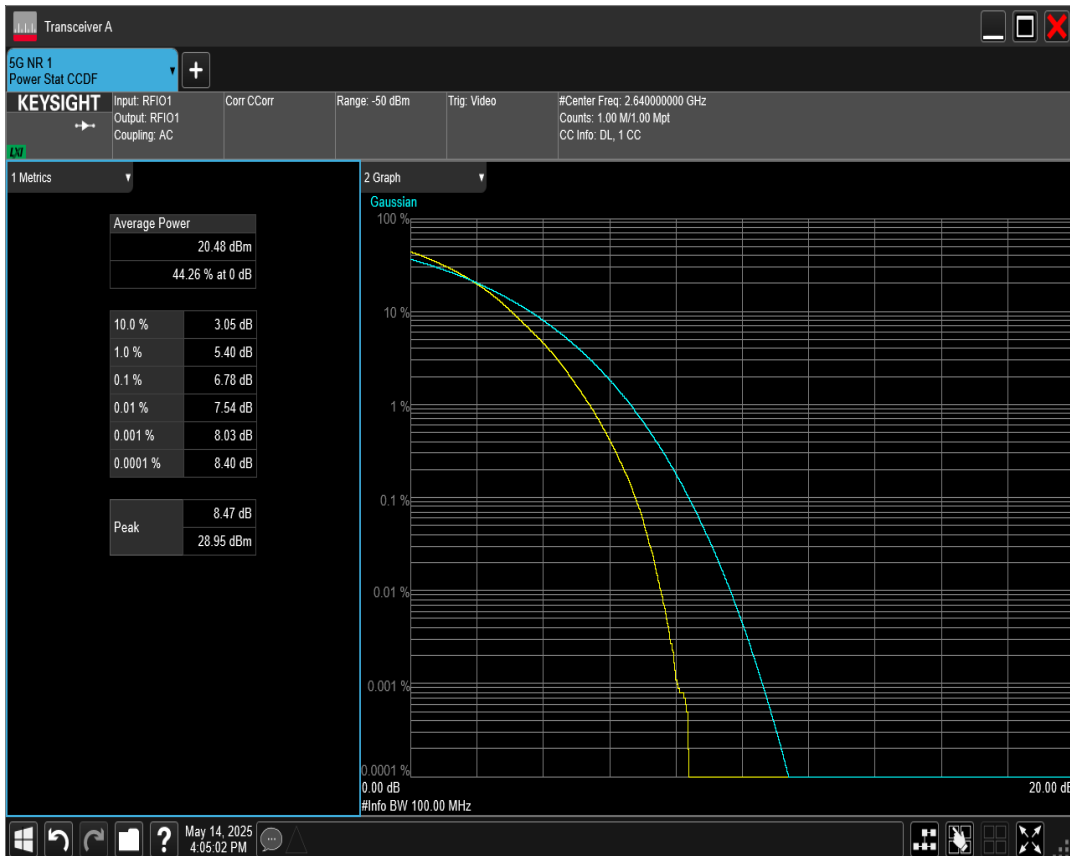 Transceiver A
5G NR 1
Power Stat CCDF
KEYSIGHT
LXI
Input: RFIO1
Output: RFIO1
Coupling: AC
Corr CCorr
Range: -50 dBm
Trig: Video
#Center Freq: 2.640000000 GHz
Counts: 1.00 M/1.00 Mpt
CC Info: DL, 1 CC
1 Metrics
Average Power
20.48 dBm
44.26 % at 0 dB
10.0 % 3.05 dB
1.0 % 5.40 dB
0.1 % 6.78 dB
0.01 % 7.54 dB
0.001 % 8.03 dB
0.0001 % 8.40 dB
Peak 8.47 dB
28.95 dBm
2 Graph
Gaussian
100 %
10 %
1 %
0.1 %
0.01 %
0.001 %
0.0001 %
0.00 dB 20.00 dB
#Info BW 100.00 MHz
May 14, 2025
4:05:02 PM